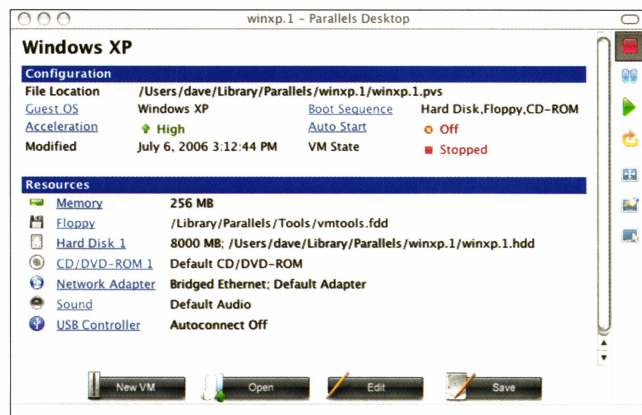 winxp.1 – Parallels Desktop
Windows XP
Configuration
File Location /Users/dave/Library/Parallels/winxp.1/winxp.1.pvs
Guest OS Windows XP Boot Sequence Hard Disk,Floppy,CD-ROM
Acceleration High Auto Start Off
Modified July 6, 2006 3:12:44 PM VM State Stopped
Resources
Memory 256 MB
Floppy /Library/Parallels/Tools/vmtools.fdd
Hard Disk 1 8000 MB; /Users/dave/Library/Parallels/winxp.1/winxp.1.hdd
CD/DVD-ROM 1 Default CD/DVD-ROM
Network Adapter Bridged Ethernet; Default Adapter
Sound Default Audio
USB Controller Autoconnect Off
New VM Open Edit Save